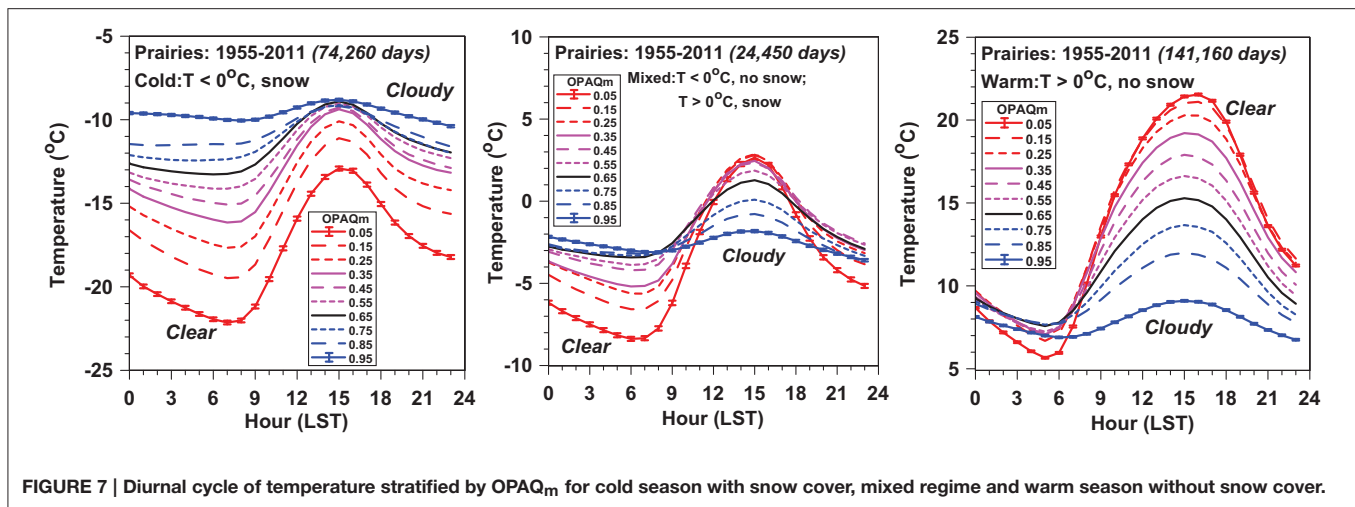 Prairies: 1955-2011 (74,260 days)
Cold:T < 0°C, snow
Cloudy
Clear
OPAQm
0.05
0.15
0.25
0.35
0.45
0.55
0.65
0.75
0.85
0.95
Temperature (°C)
-5
-10
-15
-20
-25
0 3 6 9 12 15 18 21 24
Hour (LST)
Prairies: 1955-2011 (24,450 days)
Mixed:T < 0°C, no snow;
T > 0°C, snow
OPAQm
0.05
0.15
0.25
0.35
0.45
0.55
0.65
0.75
0.85
0.95
Cloudy
Clear
Temperature (°C)
10
5
0
-5
-10
0 3 6 9 12 15 18 21 24
Hour (LST)
Prairies: 1955-2011 (141,160 days)
Warm:T > 0°C, no snow
OPAQm
0.05
0.15
0.25
0.35
0.45
0.55
0.65
0.75
0.85
0.95
Clear
Cloudy
Temperature (°C)
25
20
15
10
5
0 3 6 9 12 15 18 21 24
Hour (LST)
FIGURE 7 | Diurnal cycle of temperature stratified by OPAQm for cold season with snow cover, mixed regime and warm season without snow cover.